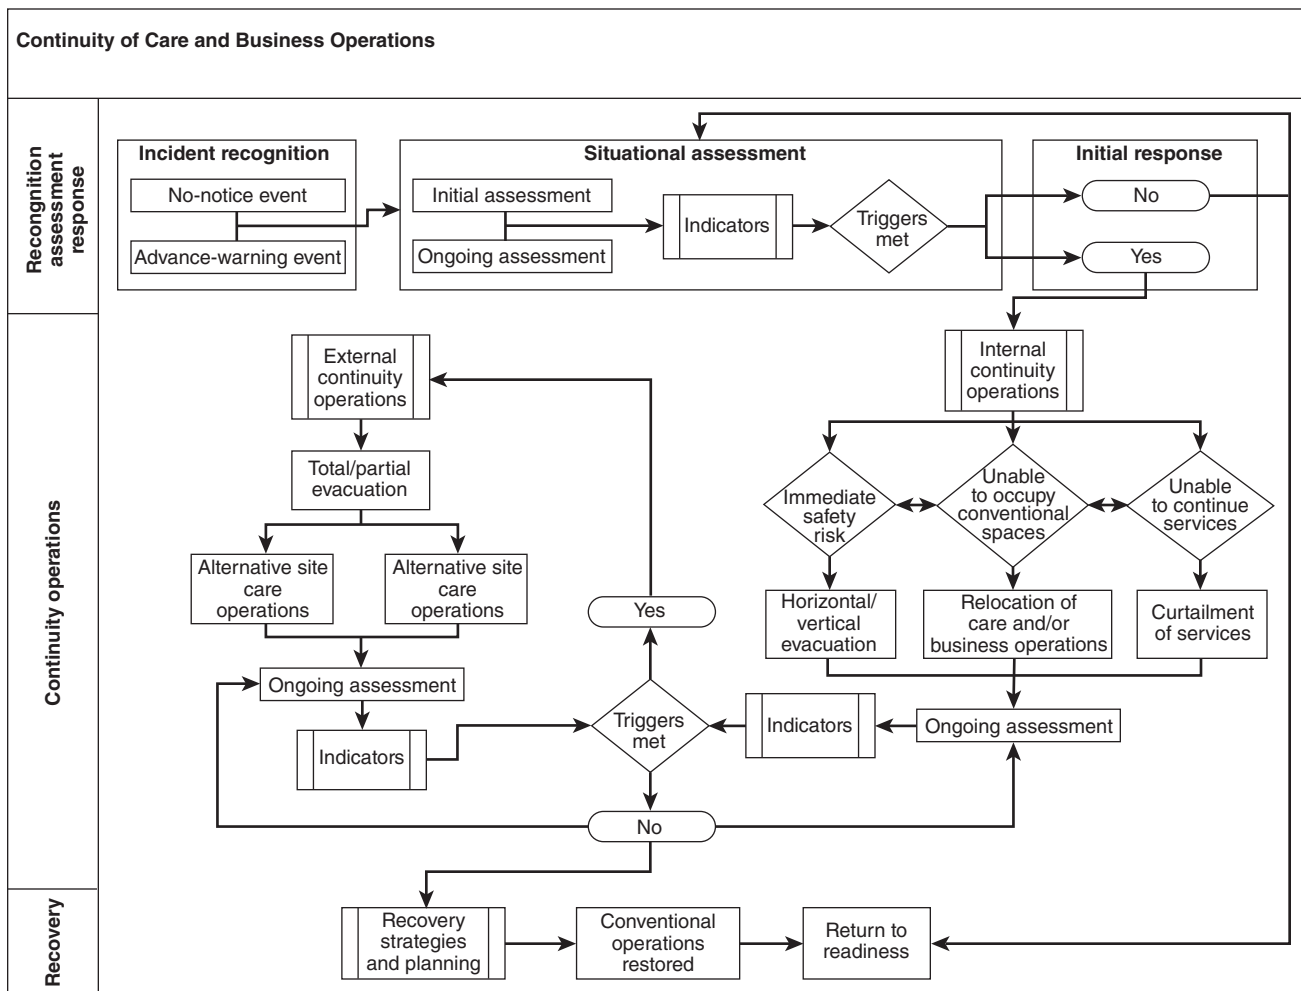 Continuity of Care and Business Operations
Recongnition
assessment
response
Incident recognition
No-notice event
Advance-warning event
Situational assessment
Initial assessment
Ongoing assessment
Indicators
Triggers
met
Initial response
No
Yes
Continuity operations
External
continuity
operations
Total/partial
evacuation
Alternative site
care
operations
Alternative site
care
operations
Ongoing assessment
Indicators
Yes
Triggers
met
No
Internal
continuity
operations
Immediate
safety
risk
Unable
to occupy
conventional
spaces
Unable
to continue
services
Horizontal/
vertical
evacuation
Relocation of
care and/or
business operations
Curtailment
of services
Indicators
Ongoing assessment
Recovery
Recovery
strategies
and planning
Conventional
operations
restored
Return to
readiness